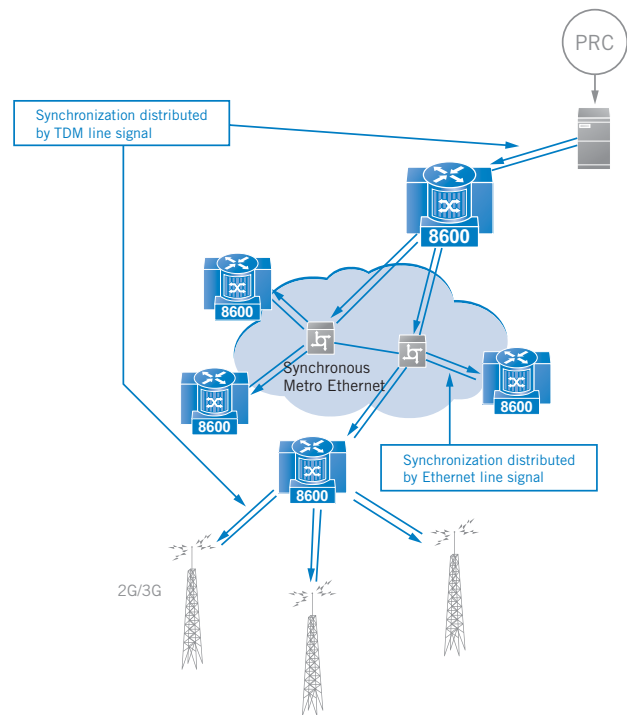 PRC
Synchronization distributed
by TDM line signal
8600
8600
Synchronous
Metro Ethernet
8600
8600
8600
Synchronization distributed
by Ethernet line signal
2G/3G